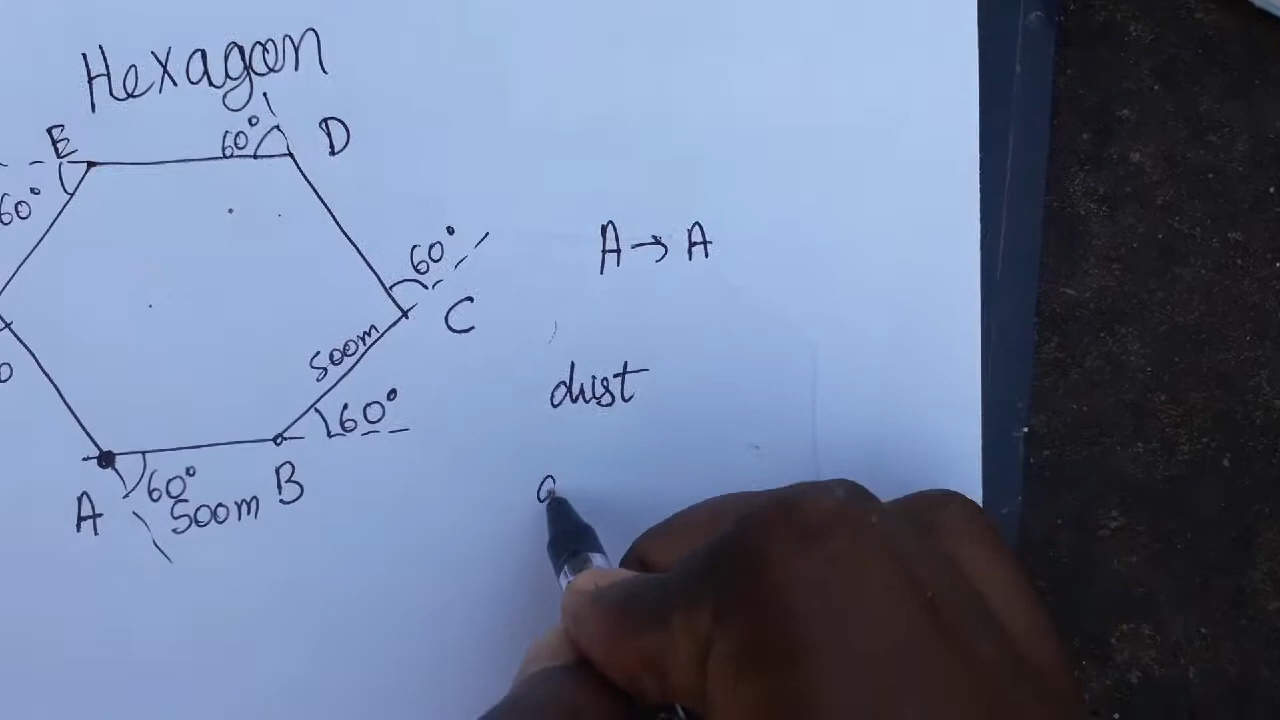 Hexagon
E
60°
D
60°
60°
C
A → A
500m
dist
60°
A
60°
500m
B